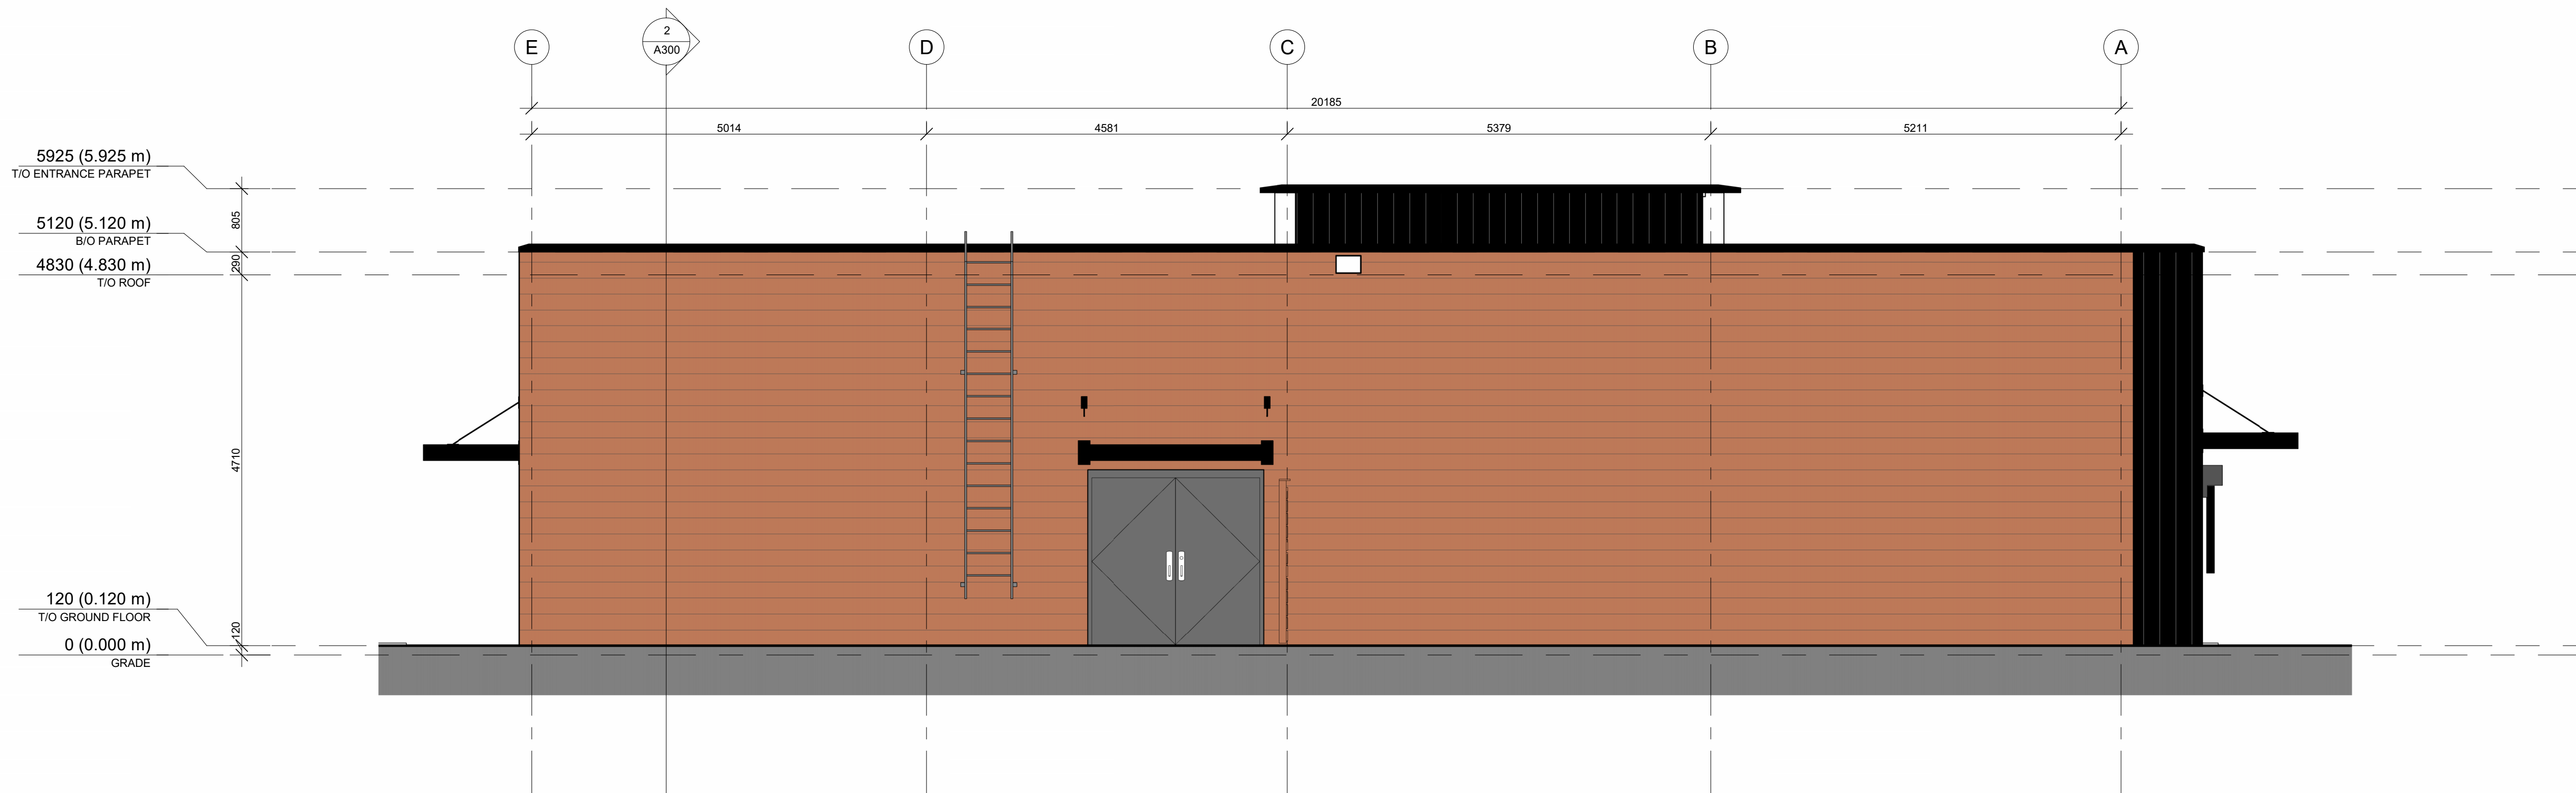 E
2
A300
D
C
B
A
20185
5014
4581
5379
5211
5925 (5.925 m)
T/O ENTRANCE PARAPET
805
5120 (5.120 m)
B/O PARAPET
290
4830 (4.830 m)
T/O ROOF
4710
120 (0.120 m)
T/O GROUND FLOOR
120
0 (0.000 m)
GRADE